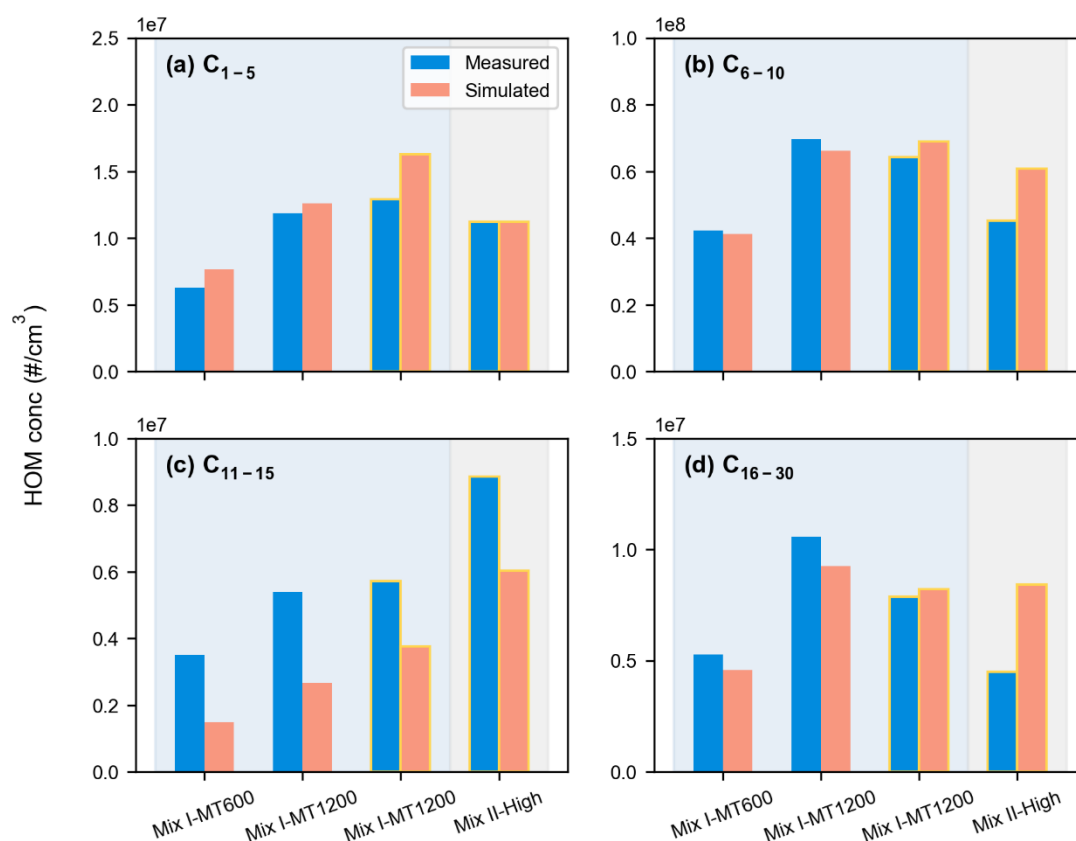 1e7
(a) C1−5
Measured
Simulated
2.5
2.0
1.5
1.0
0.5
0.0
1e8
(b) C6−10
1.0
0.8
0.6
0.4
0.2
0.0
HOM conc (#/cm3)
1e7
(c) C11−15
1.0
0.8
0.6
0.4
0.2
0.0
Mix I-MT600
Mix I-MT1200
Mix I-MT1200
Mix II-High
1e7
(d) C16−30
1.5
1.0
0.5
0.0
Mix I-MT600
Mix I-MT1200
Mix I-MT1200
Mix II-High